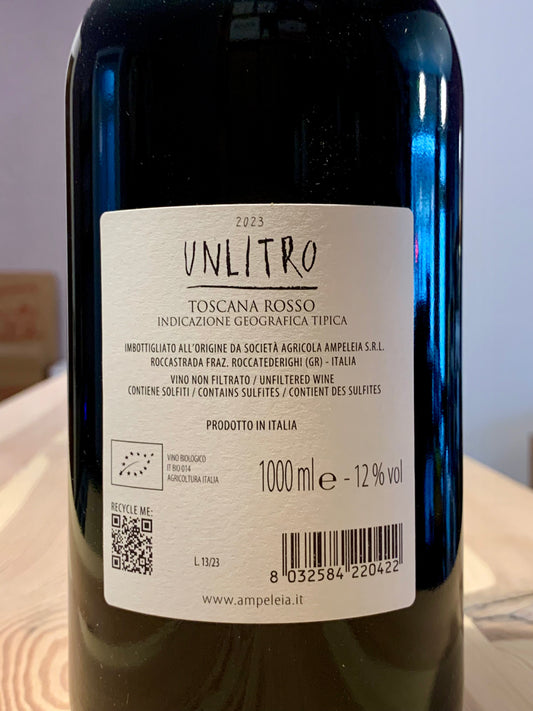 2023
UNLITRO
TOSCANA ROSSO
INDICAZIONE GEOGRAFICA TIPICA
IMBOTTIGLIATO ALL'ORIGINE DA SOCIETÀ AGRICOLA AMPELEIA S.R.L.
ROCCASTRADA FRAZ. ROCCATEDERIGHI (GR) - ITALIA
VINO NON FILTRATO / UNFILTERED WINE
CONTIENE SOLFITI / CONTAINS SULFITES / CONTIENT DES SULFITES
PRODOTTO IN ITALIA
VINO BIOLOGICO
IT BIO 014
AGRICOLTURA ITALIA
1000 ml e - 12 % vol
RECYCLE ME:
L. 13/23
8 032584 220422
www.ampeleia.it